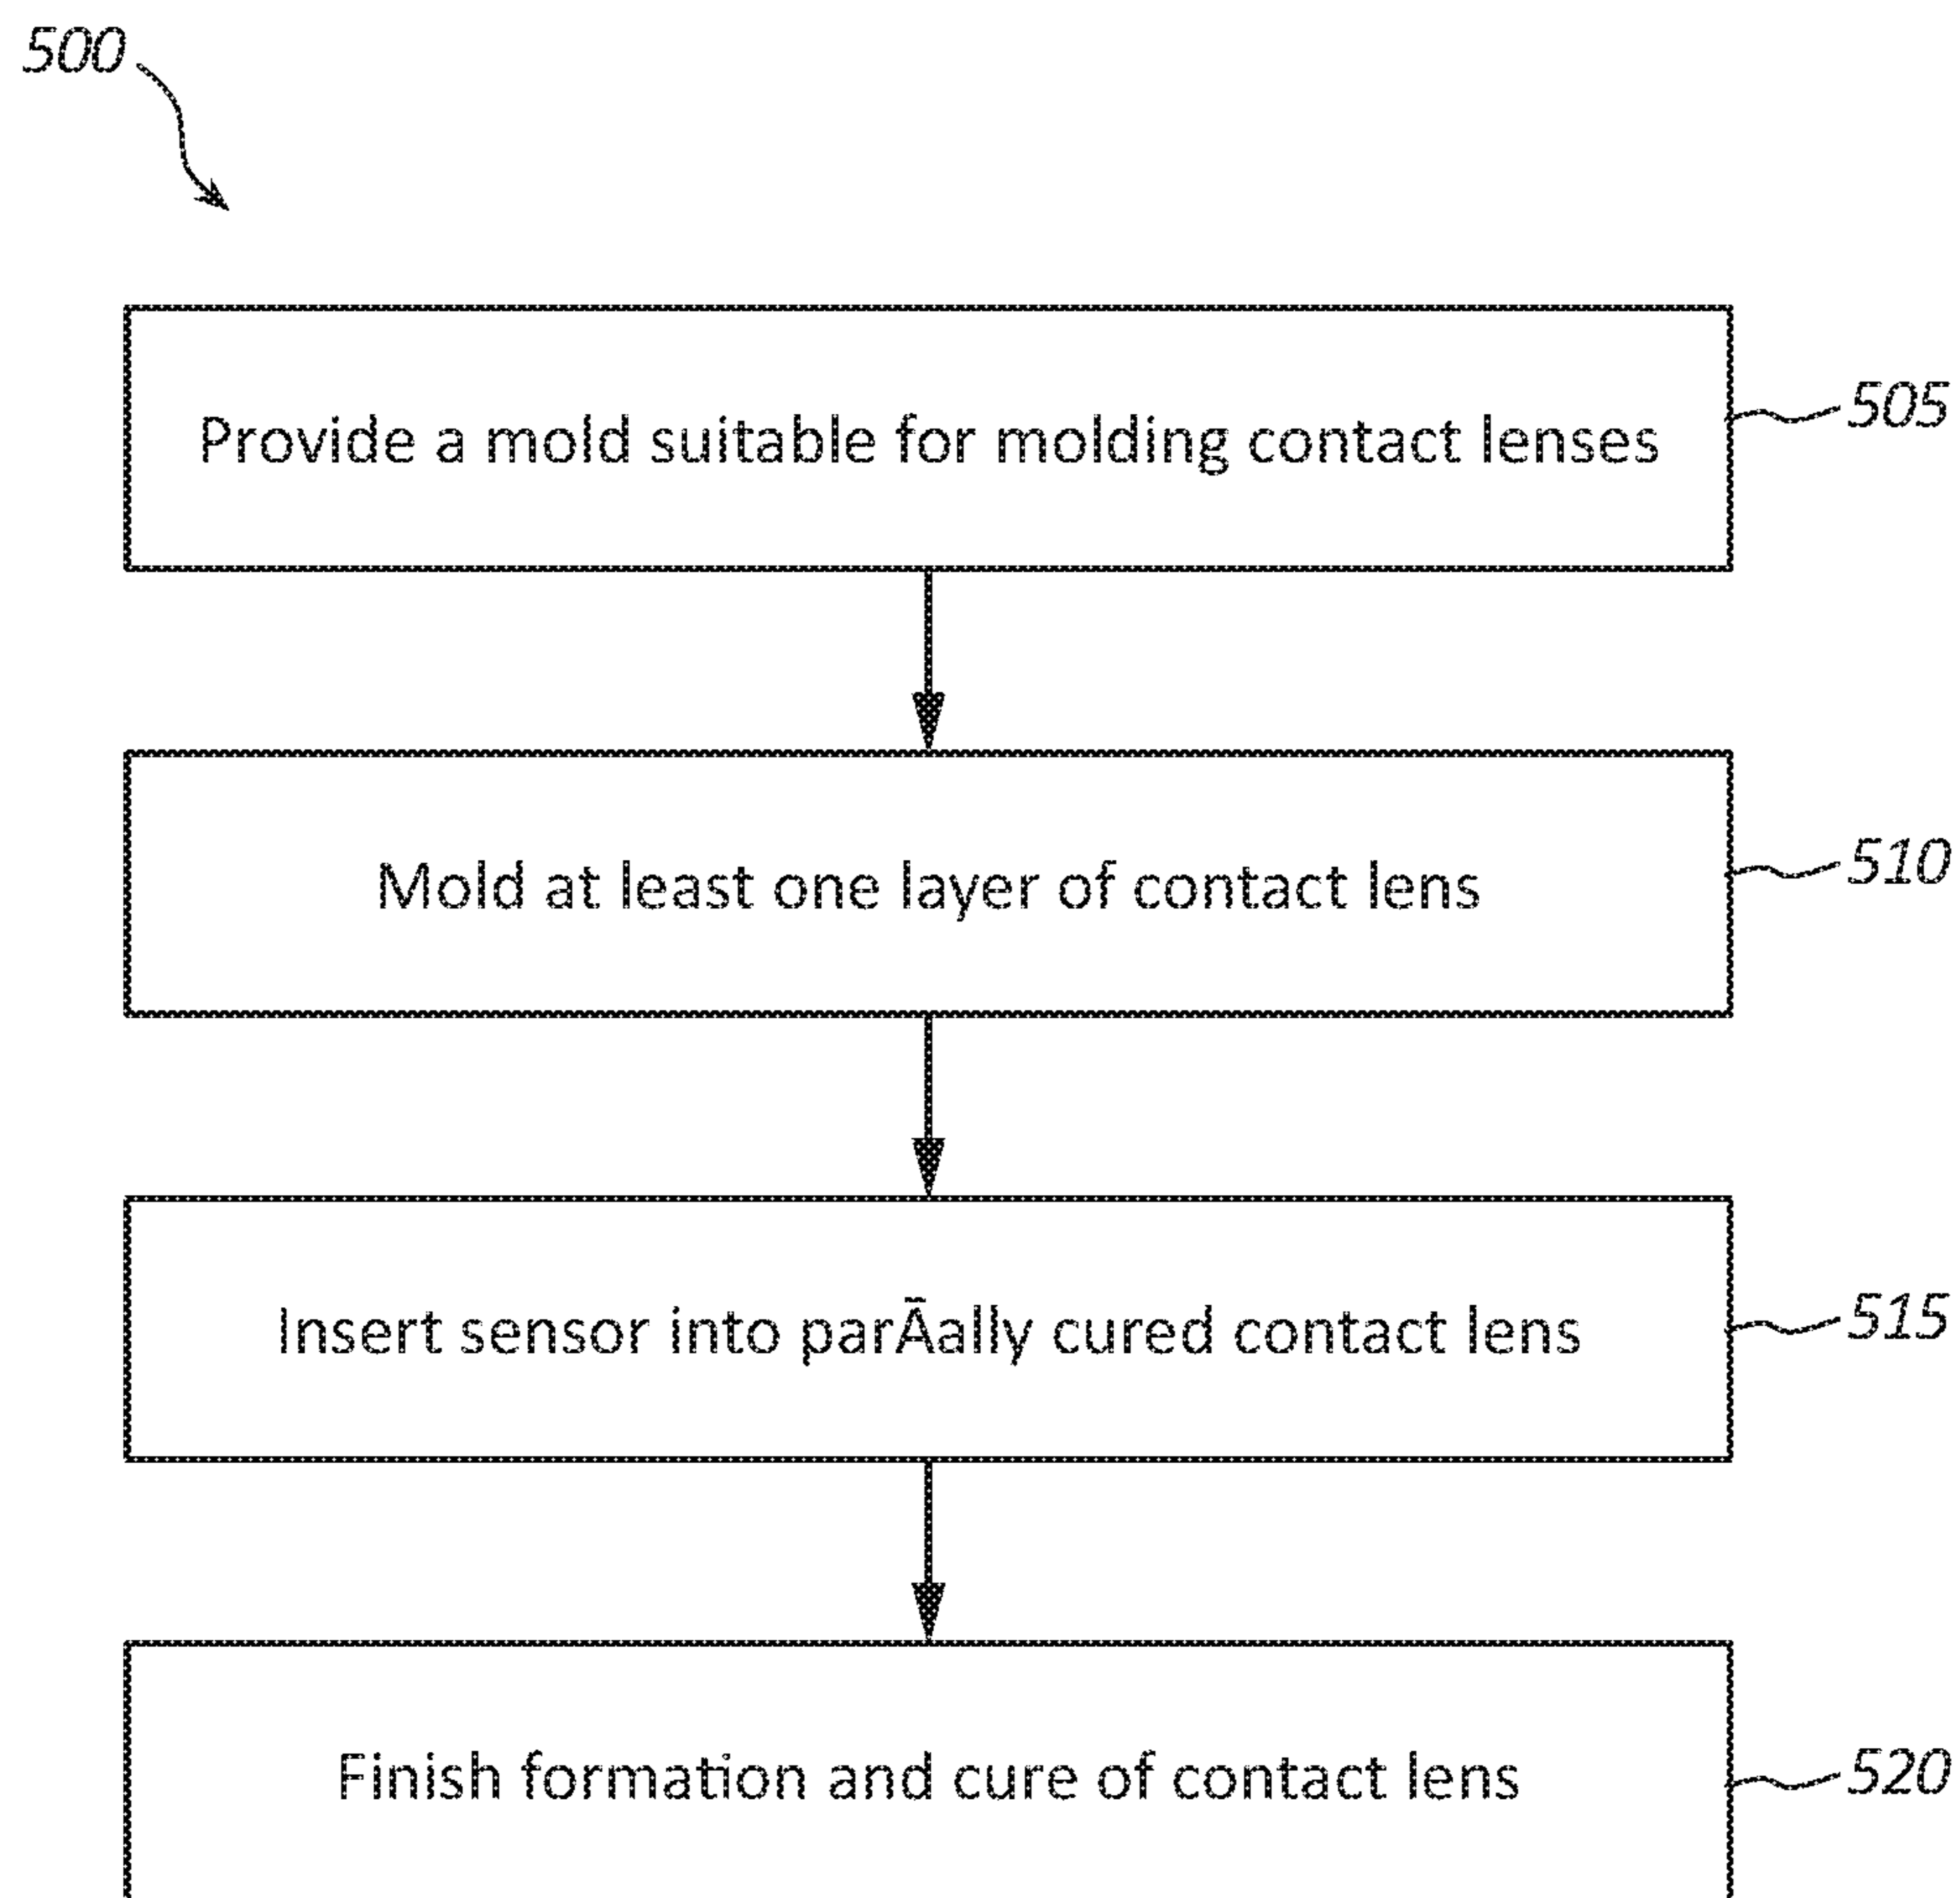 500
Provide a mold suitable for molding contact lenses
505
Mold at least one layer of contact lens
510
Insert sensor into parÃally cured contact lens
515
Finish formation and cure of contact lens
520